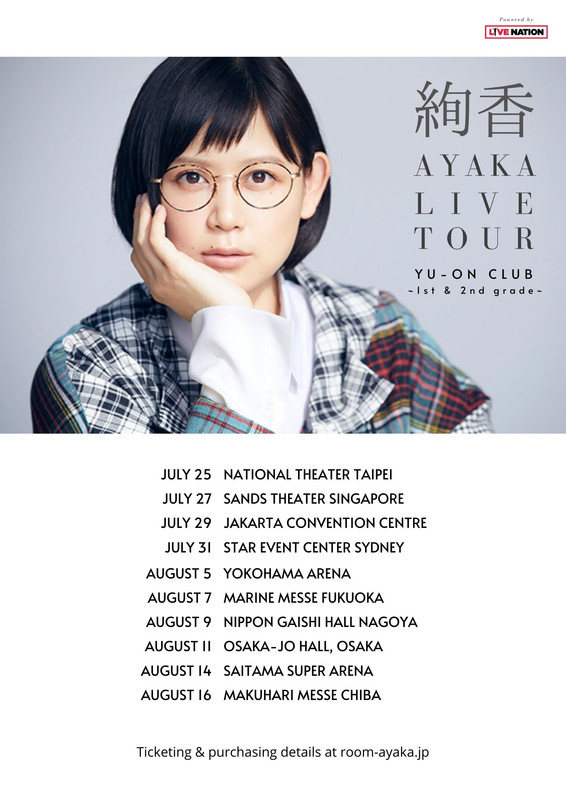 Powered by
LIVE NATION
絢香
AYAKA
LIVE
TOUR
YU-ON CLUB
~1st & 2nd grade~
JULY 25 NATIONAL THEATER TAIPEI
JULY 27 SANDS THEATER SINGAPORE
JULY 29 JAKARTA CONVENTION CENTRE
JULY 31 STAR EVENT CENTER SYDNEY
AUGUST 5 YOKOHAMA ARENA
AUGUST 7 MARINE MESSE FUKUOKA
AUGUST 9 NIPPON GAISHI HALL NAGOYA
AUGUST 11 OSAKA-JO HALL, OSAKA
AUGUST 14 SAITAMA SUPER ARENA
AUGUST 16 MAKUHARI MESSE CHIBA
Ticketing & purchasing details at room-ayaka.jp